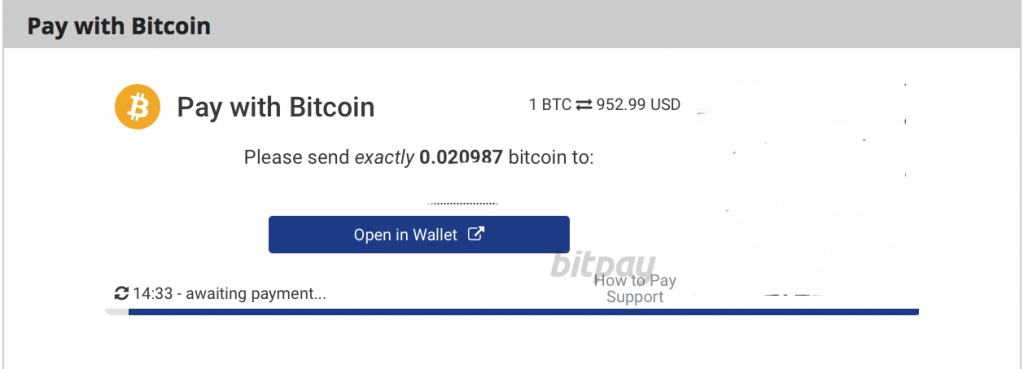 Pay with Bitcoin
Pay with Bitcoin
1 BTC ⇄ 952.99 USD
Please send exactly 0.020987 bitcoin to:
Open in Wallet
bitpay
How to Pay
Support
14:33 - awaiting payment...